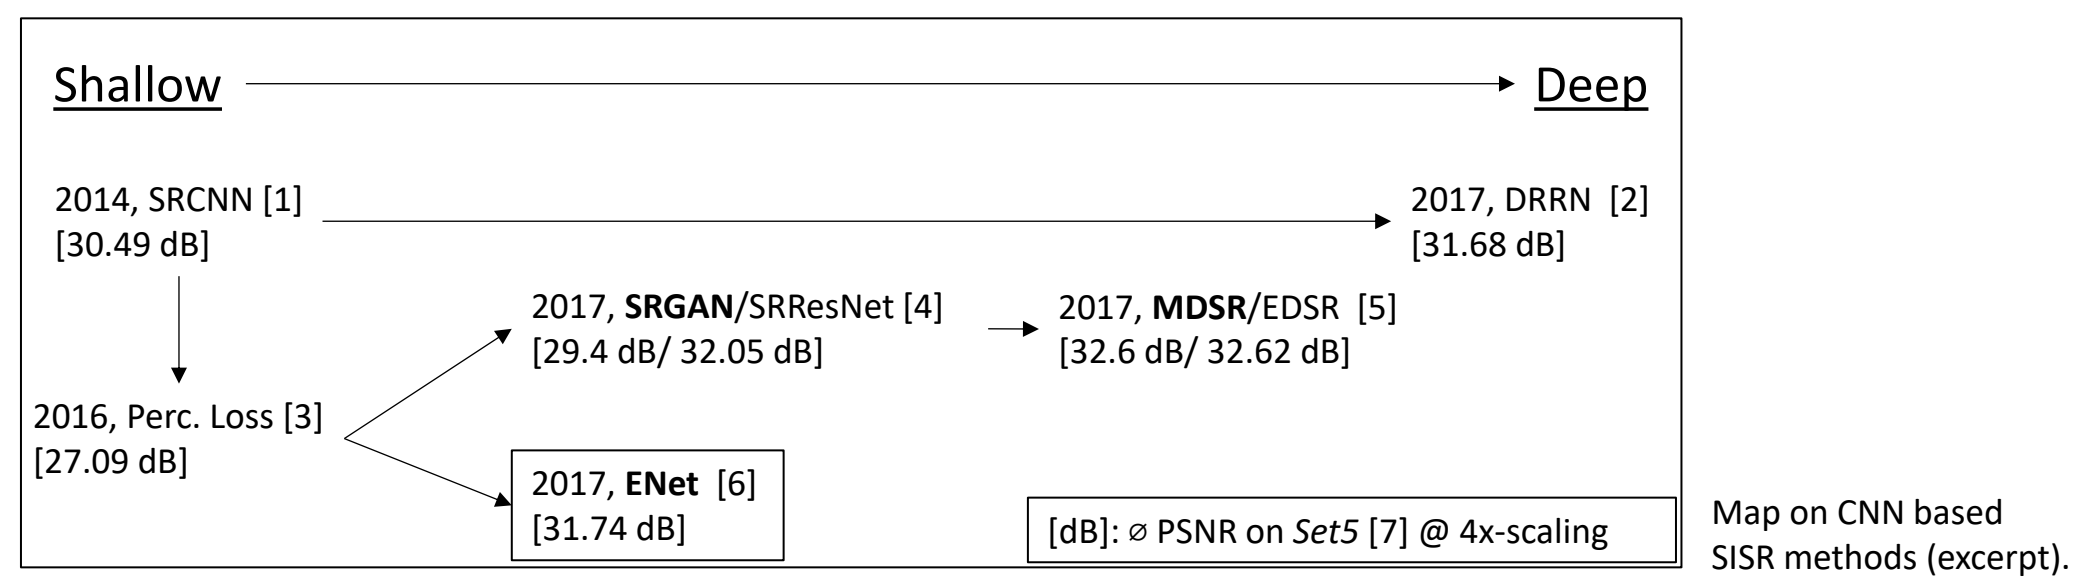 Shallow
Deep
2014, SRCNN [1]
[30.49 dB]
2017, DRRN [2]
[31.68 dB]
2017, SRGAN/SRResNet [4]
[29.4 dB/ 32.05 dB]
2017, MDSR/EDSR [5]
[32.6 dB/ 32.62 dB]
2016, Perc. Loss [3]
[27.09 dB]
2017, ENet [6]
[31.74 dB]
[dB]: ∅ PSNR on Set5 [7] @ 4x-scaling
Map on CNN based
SISR methods (excerpt).